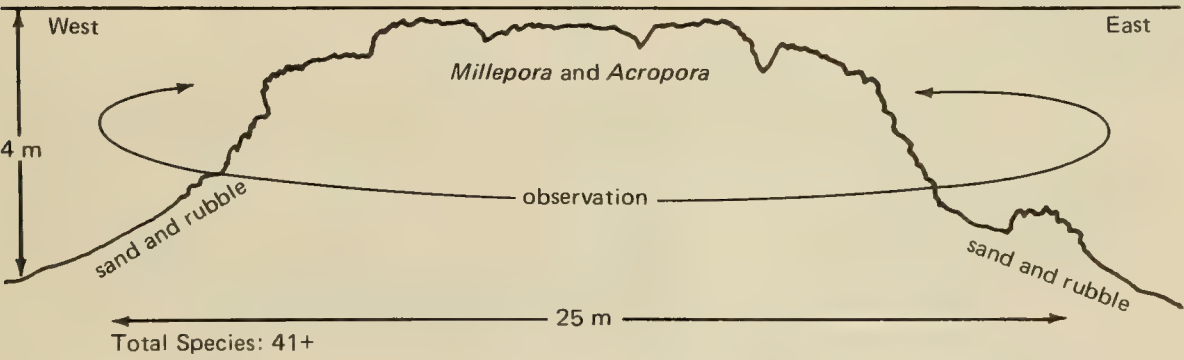 West
East
Millepora and Acropora
4 m
observation
sand and rubble
sand and rubble
25 m
Total Species: 41+